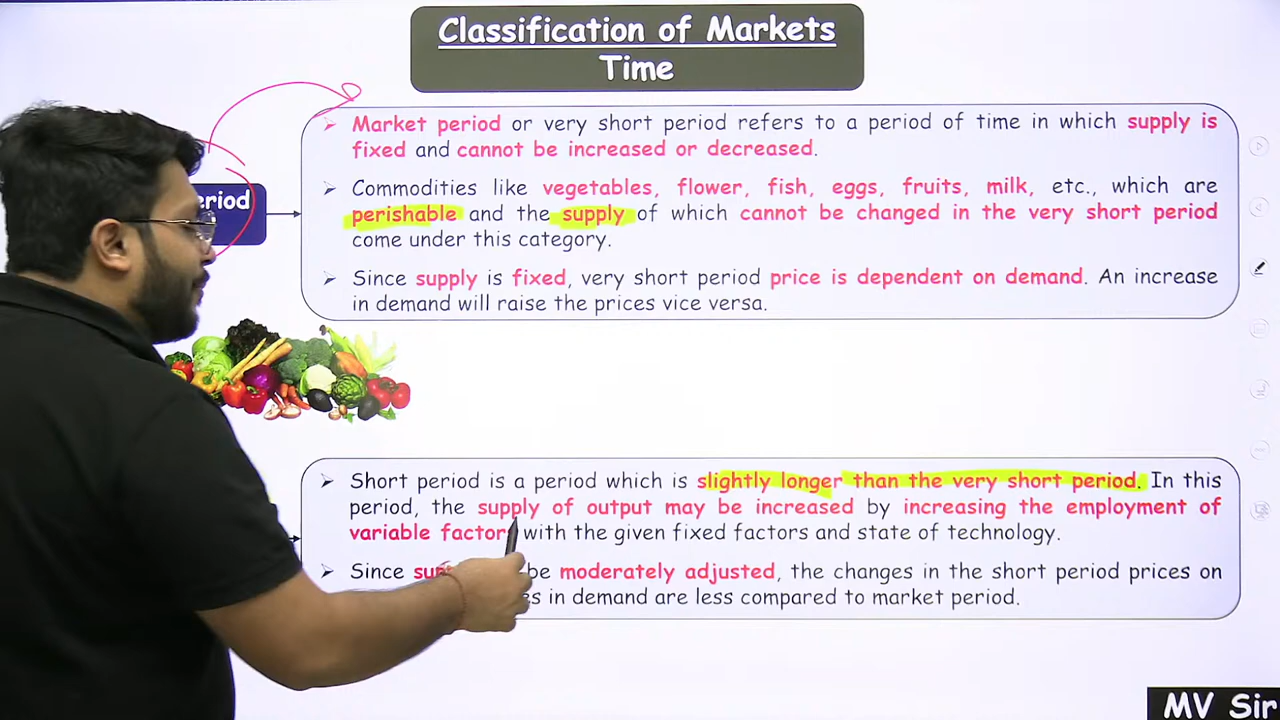 Classification of Markets
Time
eriod
➢ Market period or very short period refers to a period of time in which supply is
fixed and cannot be increased or decreased.
➢ Commodities like vegetables, flower, fish, eggs, fruits, milk, etc., which are
perishable and the supply of which cannot be changed in the very short period
come under this category.
➢ Since supply is fixed, very short period price is dependent on demand. An increase
in demand will raise the prices vice versa.
➢ Short period is a period which is slightly longer than the very short period. In this
period, the supply of output may be increased by increasing the employment of
variable factors with the given fixed factors and state of technology.
➢ Since be moderately adjusted, the changes in the short period prices on
in demand are less compared to market period.
MV Sir